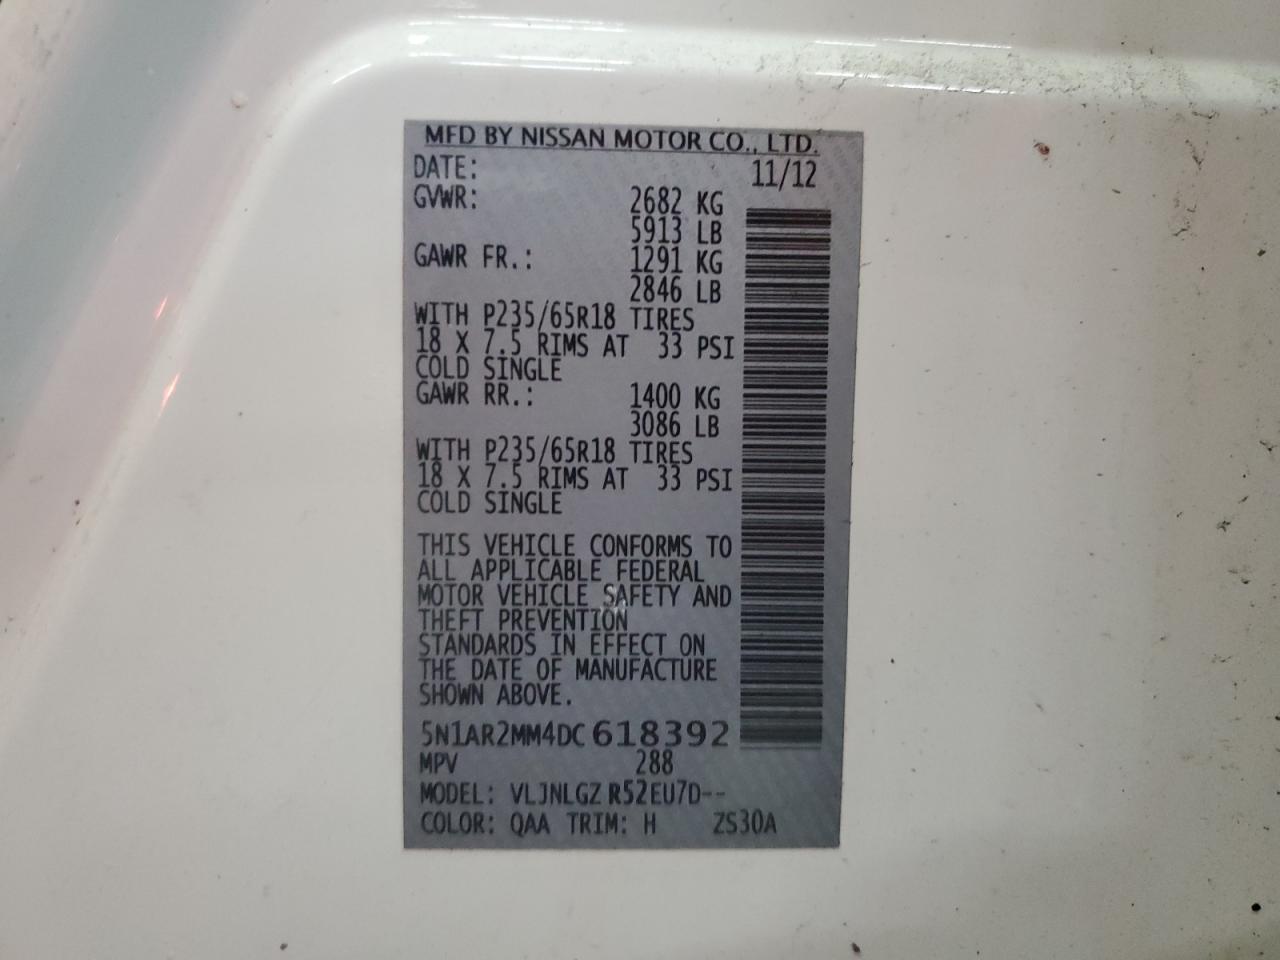 MFD BY NISSAN MOTOR CO., LTD.
DATE: 11/12
GVWR: 2682 KG
5913 LB
GAWR FR.: 1291 KG
2846 LB
WITH P235/65R18 TIRES
18 X 7.5 RIMS AT 33 PSI
COLD SINGLE
GAWR RR.: 1400 KG
3086 LB
WITH P235/65R18 TIRES
18 X 7.5 RIMS AT 33 PSI
COLD SINGLE
THIS VEHICLE CONFORMS TO
ALL APPLICABLE FEDERAL
MOTOR VEHICLE SAFETY AND
THEFT PREVENTION
STANDARDS IN EFFECT ON
THE DATE OF MANUFACTURE
SHOWN ABOVE.
5N1AR2MM4DC618392
MPV 288
MODEL: VLJNLGZ R52EU7D--
COLOR: QAA TRIM: H ZS30A